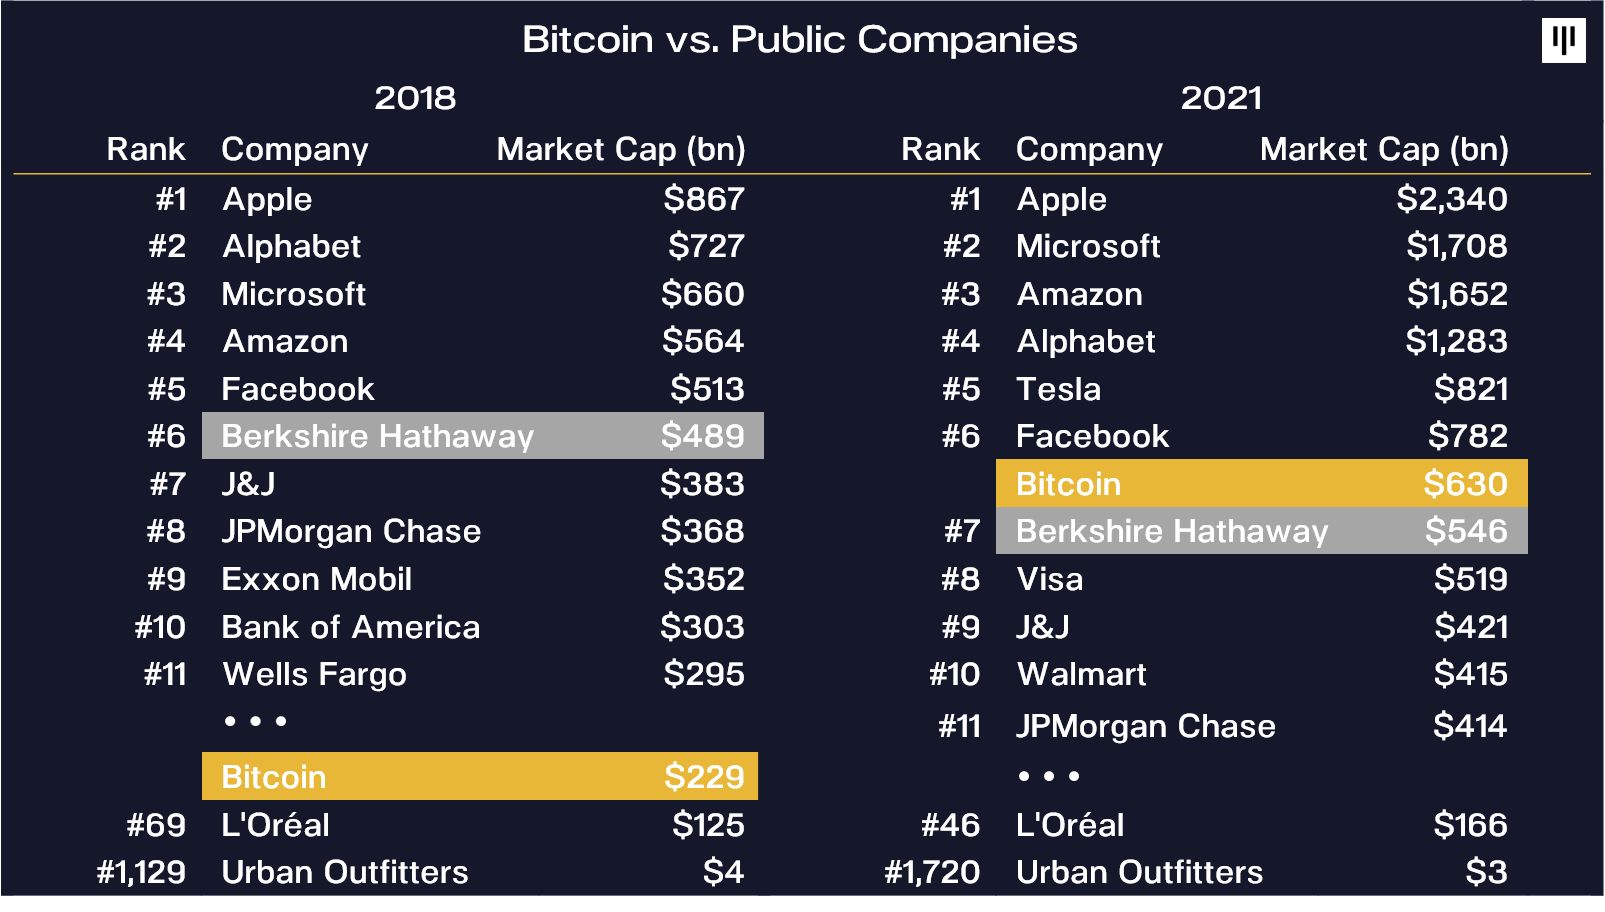 Bitcoin vs. Public Companies
2018
Rank Company Market Cap (bn)
#1 Apple $867
#2 Alphabet $727
#3 Microsoft $660
#4 Amazon $564
#5 Facebook $513
#6 Berkshire Hathaway $489
#7 J&J $383
#8 JPMorgan Chase $368
#9 Exxon Mobil $352
#10 Bank of America $303
#11 Wells Fargo $295
• • •
Bitcoin $229
#69 L'Oréal $125
#1,129 Urban Outfitters $4
2021
Rank Company Market Cap (bn)
#1 Apple $2,340
#2 Microsoft $1,708
#3 Amazon $1,652
#4 Alphabet $1,283
#5 Tesla $821
#6 Facebook $782
Bitcoin $630
#7 Berkshire Hathaway $546
#8 Visa $519
#9 J&J $421
#10 Walmart $415
#11 JPMorgan Chase $414
• • •
#46 L'Oréal $166
#1,720 Urban Outfitters $3